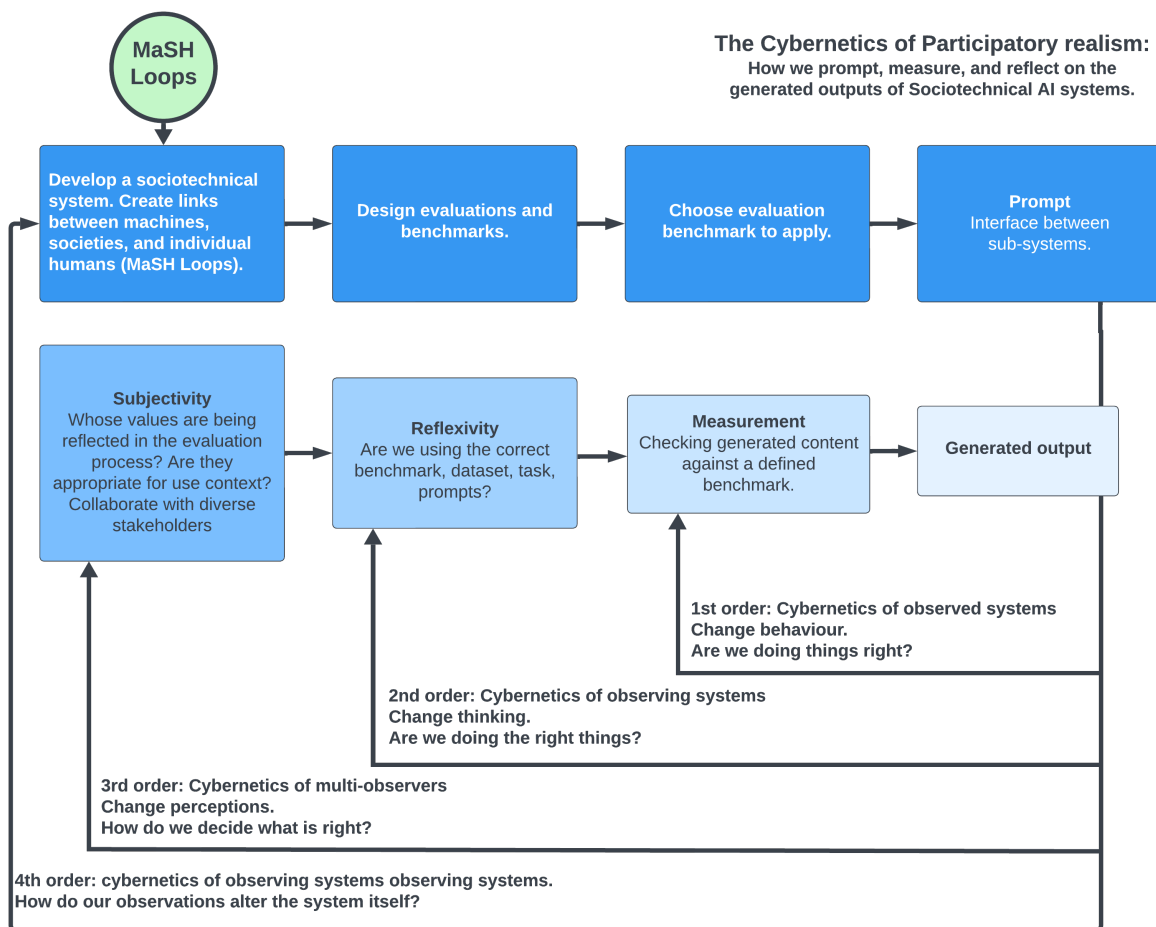 MaSH
Loops
The Cybernetics of Participatory realism:
How we prompt, measure, and reflect on the
generated outputs of Sociotechnical AI systems.
Develop a sociotechnical
system. Create links
between machines,
societies, and individual
humans (MaSH Loops).
Design evaluations and
benchmarks.
Choose evaluation
benchmark to apply.
Prompt
Interface between
sub-systems.
Subjectivity
Whose values are being
reflected in the evaluation
process? Are they
appropriate for use context?
Collaborate with diverse
stakeholders
Reflexivity
Are we using the correct
benchmark, dataset, task,
prompts?
Measurement
Checking generated content
against a defined
benchmark.
Generated output
1st order: Cybernetics of observed systems
Change behaviour.
Are we doing things right?
2nd order: Cybernetics of observing systems
Change thinking.
Are we doing the right things?
3rd order: Cybernetics of multi-observers
Change perceptions.
How do we decide what is right?
4th order: cybernetics of observing systems observing systems.
How do our observations alter the system itself?